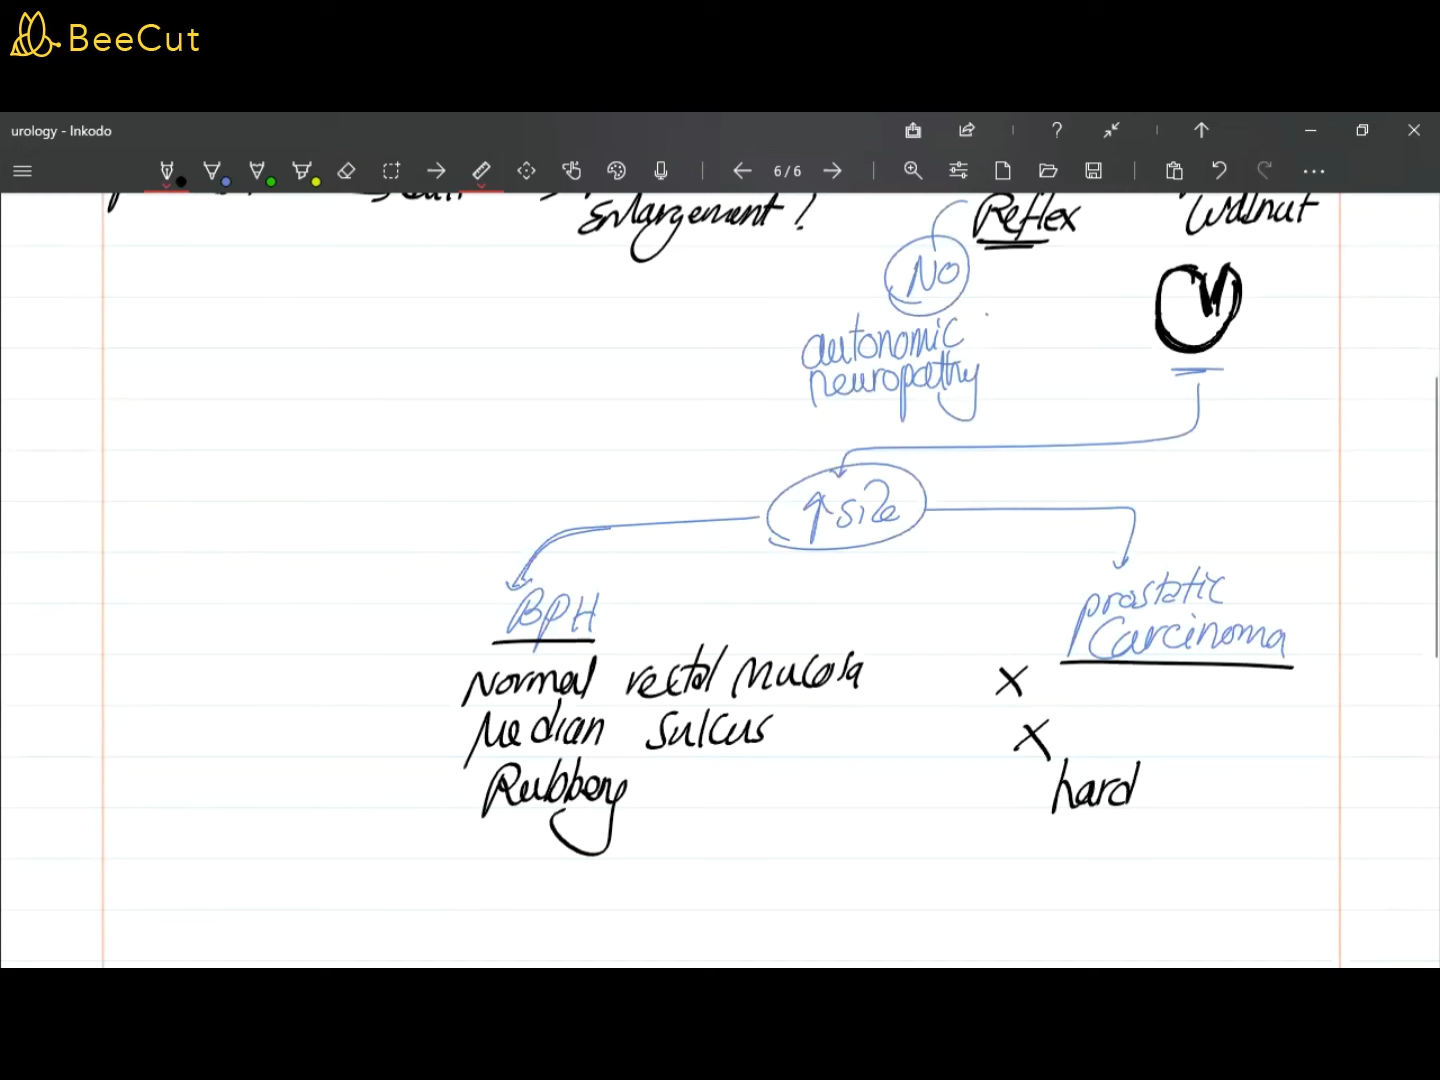 BeeCut
urology - Inkodo
6/6
Enlargement?
Reflex
Walnut
No
autonomic
neuropathy
↑ size
BPH
prostatic
Carcinoma
Normal rectal Mucosa
X
Median Sulcus
X
Rubbery
hard